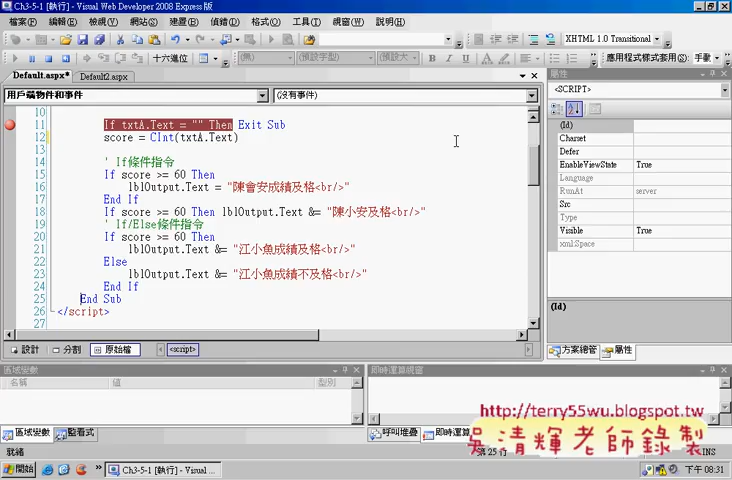 Ch3-5-1 [執行] - Visual Web Developer 2008 Express 版
檔案(F) 編輯(E) 檢視(V) 網站(S) 建置(B) 偵錯(D) 格式(O) 工具(T) 視窗(W) 說明(H)
十六進位 (無) (預設字型) (預設大 B I U XHTML 1.0 Transitional 應用程式樣式套用(S): 手動
Default.aspx* Default2.aspx
用戶端物件和事件 (沒有事件)
10
11 If txtA.Text = "" Then Exit Sub
12 score = CInt(txtA.Text)
13
14 ' If條件指令
15 If score >= 60 Then
16 lblOutput.Text = "陳會安成績及格<br/>"
17 End If
18 If score >= 60 Then lblOutput.Text &= "陳小安及格<br/>"
19 ' If/Else條件指令
20 If score >= 60 Then
21 lblOutput.Text &= "江小魚成績及格<br/>"
22 Else
23 lblOutput.Text &= "江小魚成績不及格<br/>"
24 End If
25 End Sub
26 </script>
27
設計 分割 原始檔 <script>
屬性
<SCRIPT>
(Id)
Charset
Defer
EnableViewState True
Language
RunAt server
Src
Type
Visible True
xml:Space
(Id)
方案總管 屬性
區域變數
名稱 值 型別
區域變數 監看式
即時運算視窗
呼叫堆疊 即時運算
http://terry55wu.blogspot.tw
吳清輝老師錄製
就緒 第 25 行 INS
開始 Ch3-5-1 [執行] - Visual ... 下午 08:31